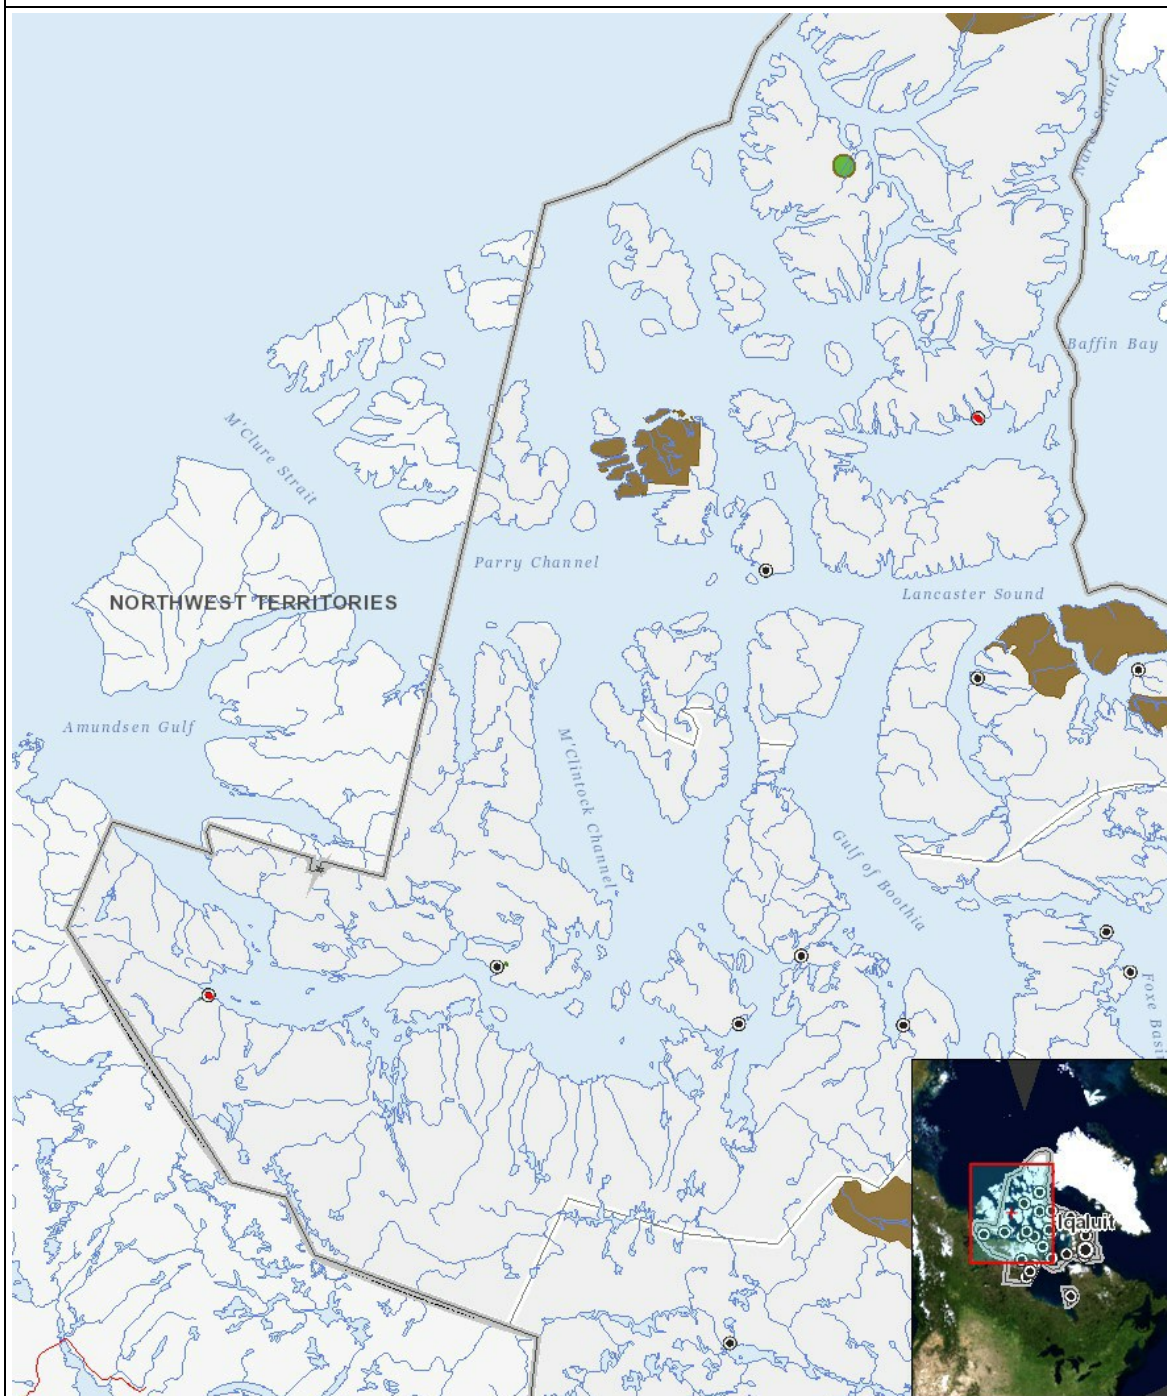 Nares Strait
Baffin Bay
M'Clure Strait
Parry Channel
Lancaster Sound
NORTHWEST TERRITORIES
Amundsen Gulf
M'Clintock Channel
Gulf of Boothia
Foxe Basi
Iqaluit